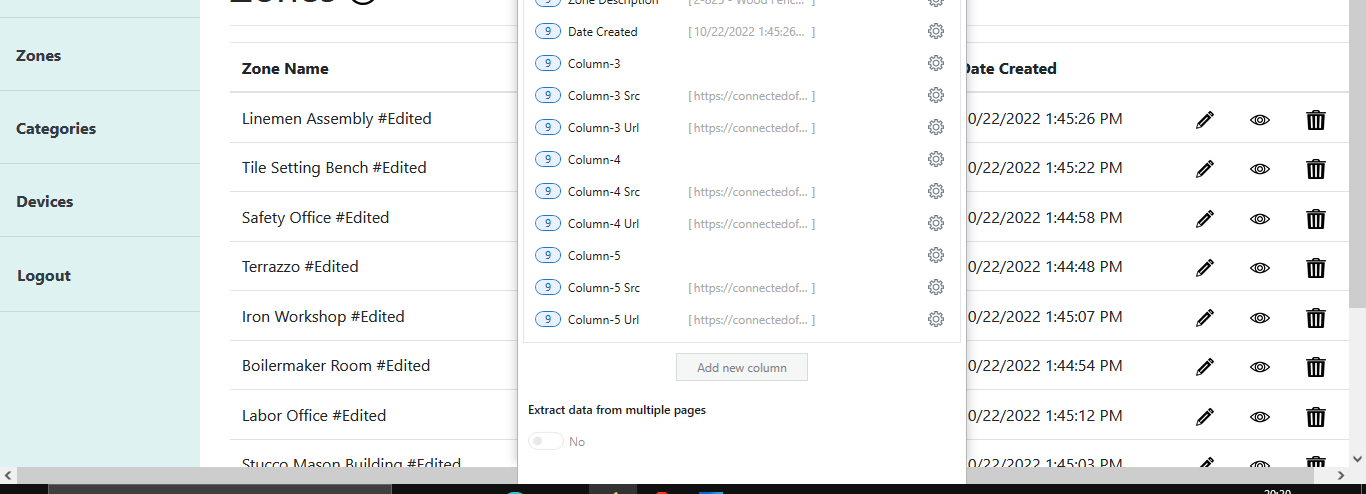 Zones
Zones
Categories
Devices
Logout
Zone Name
Linemen Assembly #Edited
Tile Setting Bench #Edited
Safety Office #Edited
Terrazzo #Edited
Iron Workshop #Edited
Boilermaker Room #Edited
Labor Office #Edited
Stucco Mason Building #Edited
9 Zone Description [2-825 - Wood Fenc... ]
9 Date Created [10/22/2022 1:45:26... ]
9 Column-3
9 Column-3 Src [https://connectedof... ]
9 Column-3 Url [https://connectedof... ]
9 Column-4
9 Column-4 Src [https://connectedof... ]
9 Column-4 Url [https://connectedof... ]
9 Column-5
9 Column-5 Src [https://connectedof... ]
9 Column-5 Url [https://connectedof... ]
Add new column
Extract data from multiple pages
No
Date Created
0/22/2022 1:45:26 PM
0/22/2022 1:45:22 PM
0/22/2022 1:44:58 PM
0/22/2022 1:44:48 PM
0/22/2022 1:45:07 PM
0/22/2022 1:44:54 PM
0/22/2022 1:45:12 PM
0/22/2022 1:45:03 PM
20:20